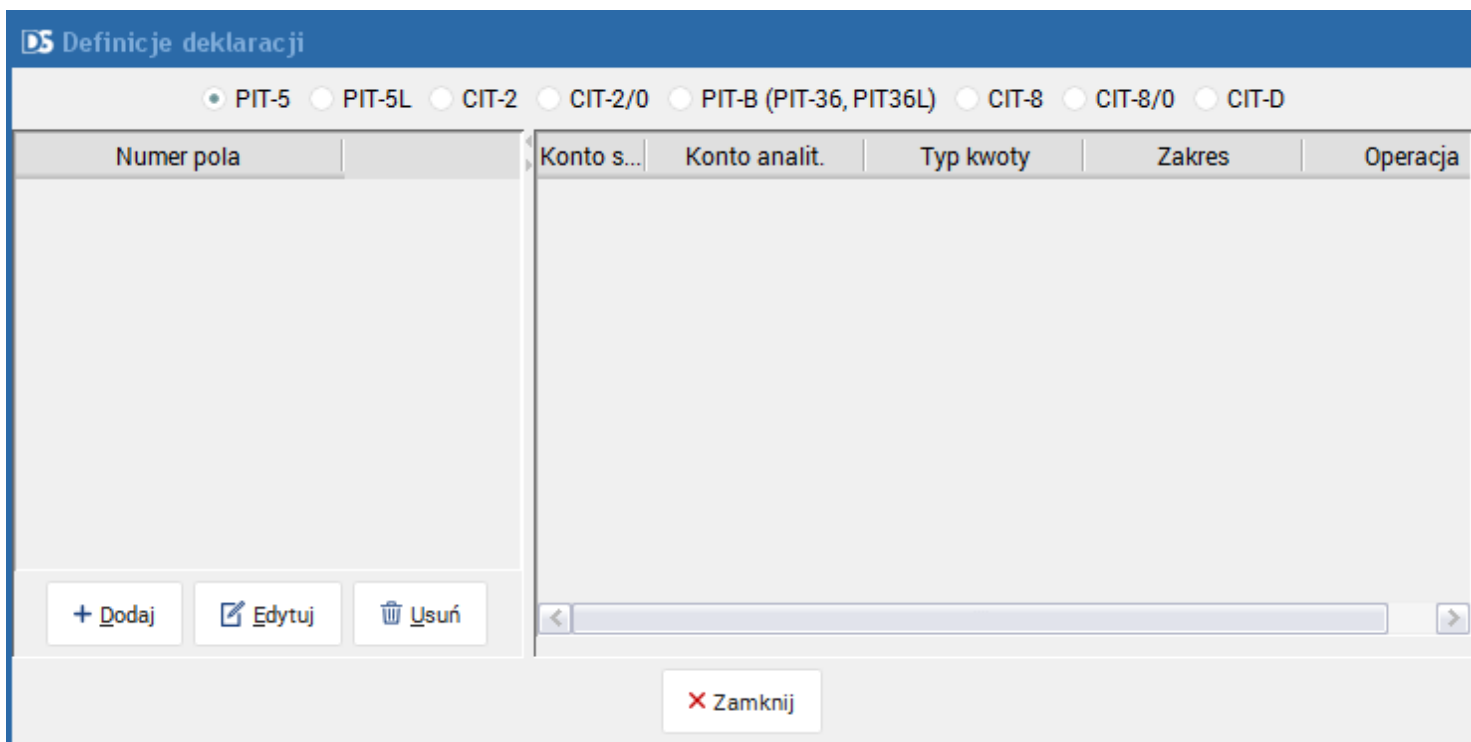 DS Definicje deklaracji
PIT-5 PIT-5L CIT-2 CIT-2/0 PIT-B (PIT-36, PIT36L) CIT-8 CIT-8/0 CIT-D
Numer pola Konto s... Konto analit. Typ kwoty Zakres Operacja
+ Dodaj Edytuj Usuń
Zamknij